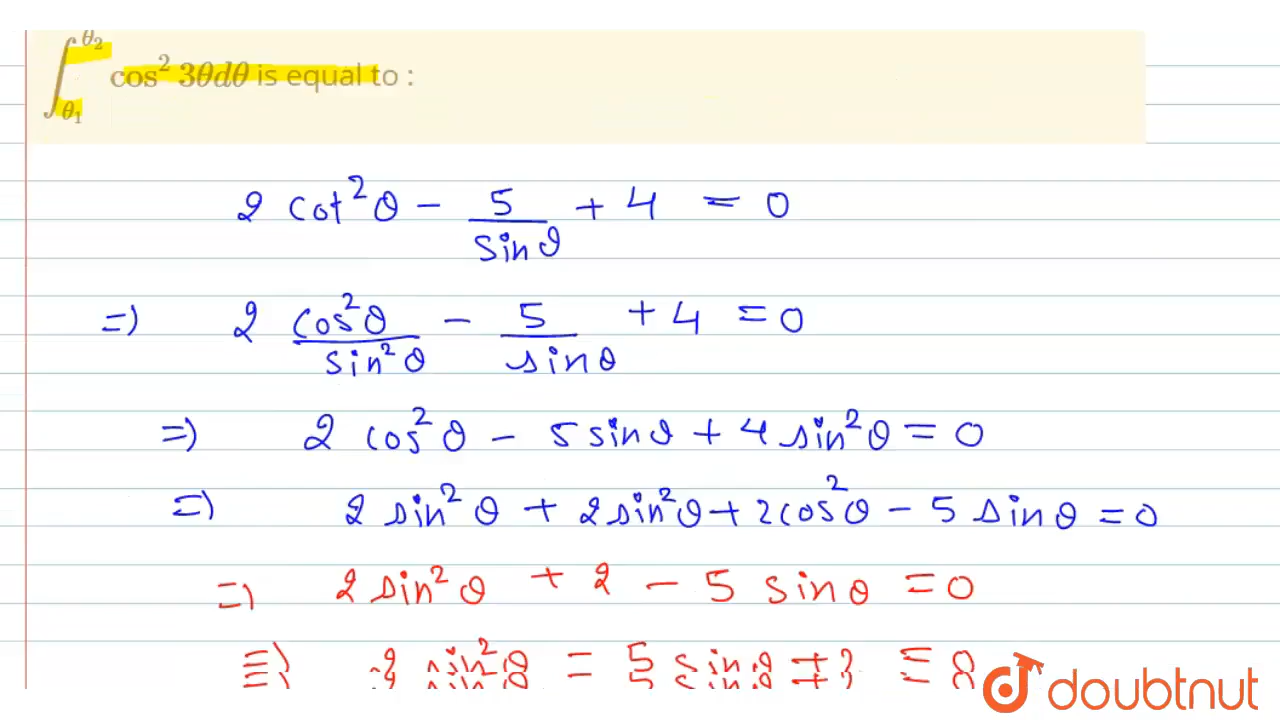 ∫_{θ₁}^{θ₂} cos² 3θdθ is equal to :
2 cot²θ - 5/sinθ + 4 = 0
=) 2 cos²θ/sin²θ - 5/sinθ + 4 = 0
=) 2 cos²θ - 5 sinθ + 4 sin²θ = 0
=) 2 sin²θ + 2 sin²θ + 2 cos²θ - 5 sinθ = 0
=) 2 sin²θ + 2 - 5 sinθ = 0
=) 2 sin²θ
doubtnut